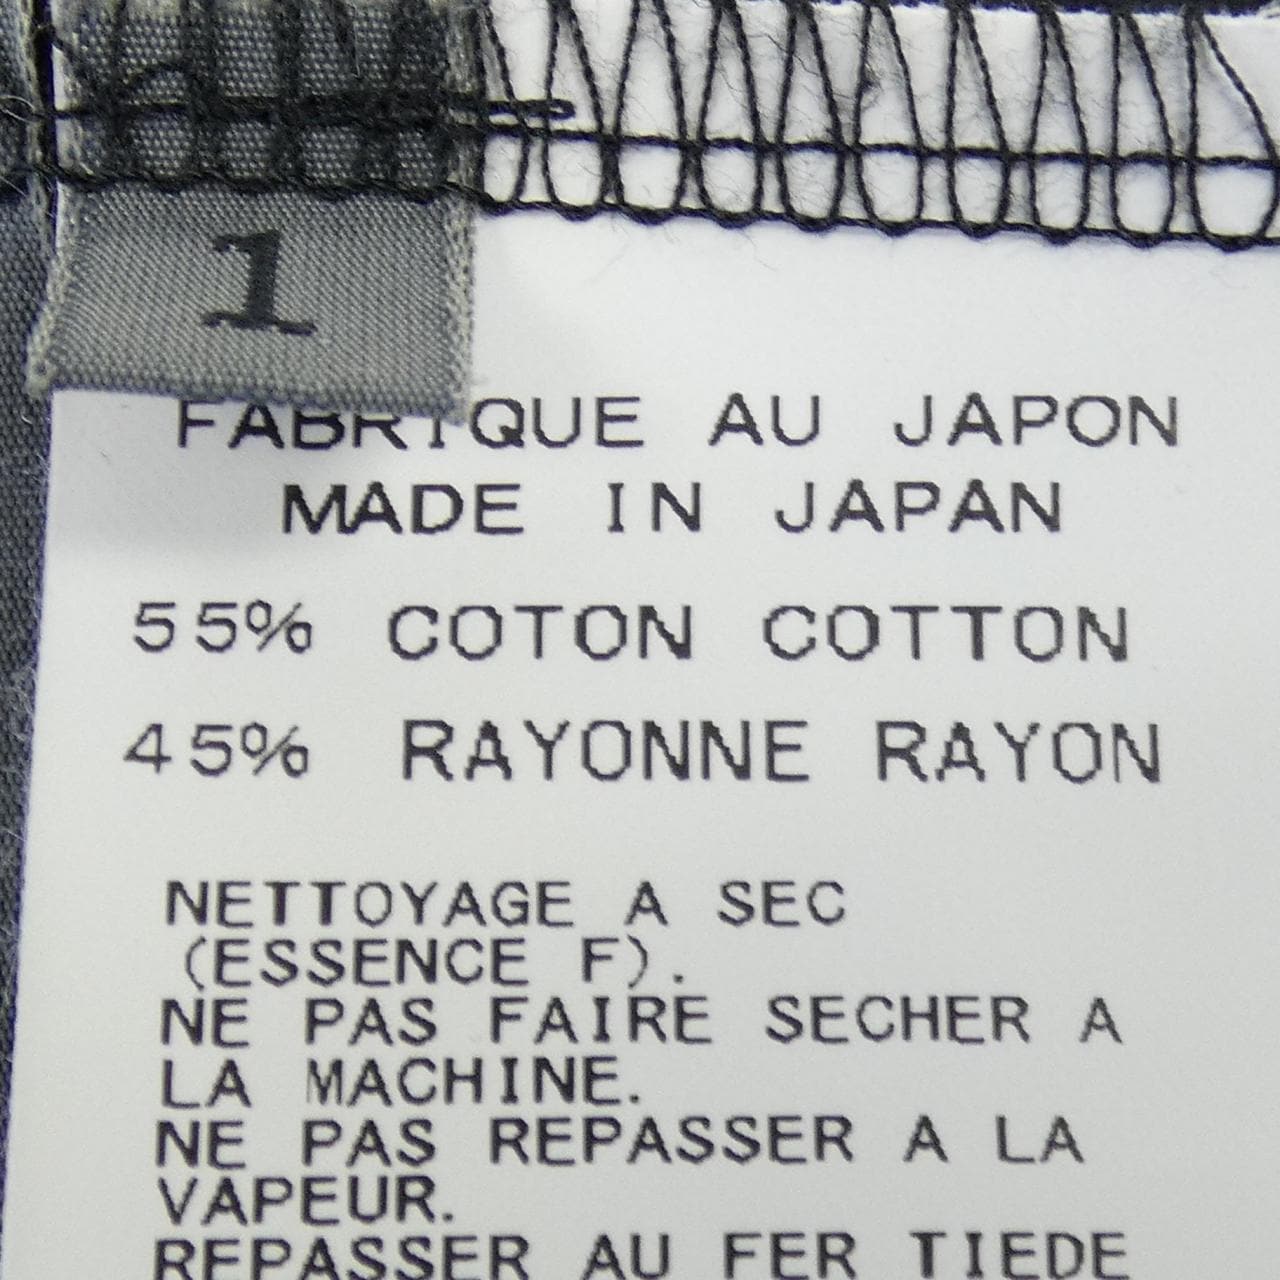 1
FABRIQUE AU JAPON
MADE IN JAPAN
55% COTON COTTON
45% RAYONNE RAYON
NETTOYAGE A SEC
(ESSENCE F).
NE PAS FAIRE SECHER A
LA MACHINE.
NE PAS REPASSER A LA
VAPEUR.
REPASSER AU FER TIEDE